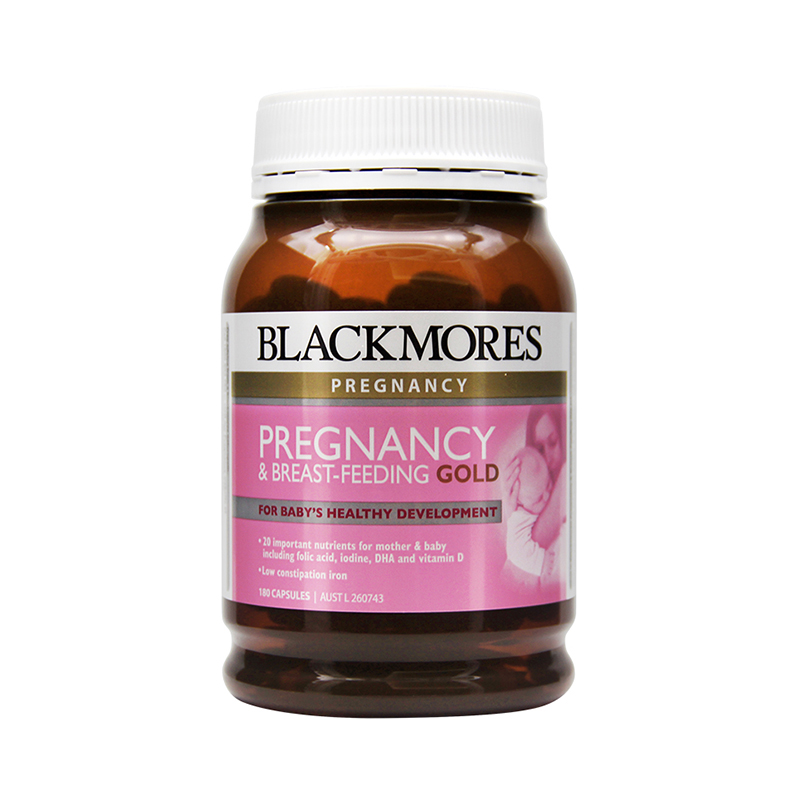 BLACKMORES
PREGNANCY
PREGNANCY
& BREAST-FEEDING GOLD
FOR BABY'S HEALTHY DEVELOPMENT
• 20 important nutrients for mother & baby
including folic acid, iodine, DHA and vitamin D
• Low constipation iron
180 CAPSULES | AUST L 260743